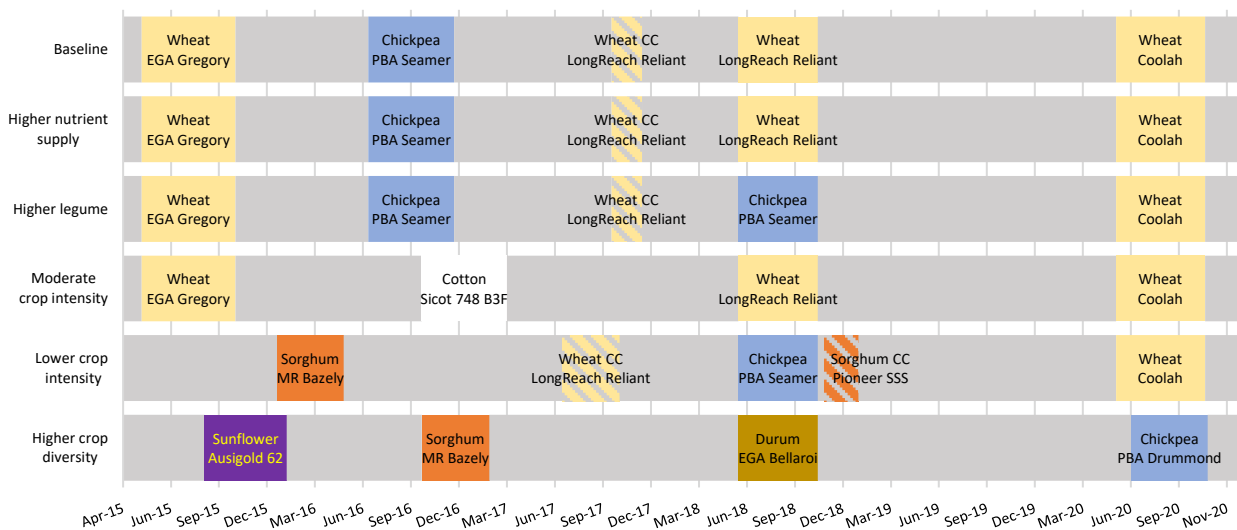 Baseline
Wheat
EGA Gregory
Chickpea
PBA Seamer
Wheat CC
LongReach Reliant
Wheat
LongReach Reliant
Wheat
Coolah
Higher nutrient
supply
Wheat
EGA Gregory
Chickpea
PBA Seamer
Wheat CC
LongReach Reliant
Wheat
LongReach Reliant
Wheat
Coolah
Higher legume
Wheat
EGA Gregory
Chickpea
PBA Seamer
Wheat CC
LongReach Reliant
Chickpea
PBA Seamer
Wheat
Coolah
Moderate
crop intensity
Wheat
EGA Gregory
Cotton
Sicot 748 B3F
Wheat
LongReach Reliant
Wheat
Coolah
Lower crop
intensity
Sorghum
MR Bazely
Wheat CC
LongReach Reliant
Chickpea
PBA Seamer
Sorghum CC
Pioneer SSS
Wheat
Coolah
Higher crop
diversity
Sunflower
Ausigold 62
Sorghum
MR Bazely
Durum
EGA Bellaroi
Chickpea
PBA Drummond
Apr-15 Jun-15 Sep-15 Dec-15 Mar-16 Jun-16 Sep-16 Dec-16 Mar-17 Jun-17 Sep-17 Dec-17 Mar-18 Jun-18 Sep-18 Dec-18 Mar-19 Jun-19 Sep-19 Dec-19 Mar-20 Jun-20 Sep-20 Nov-20